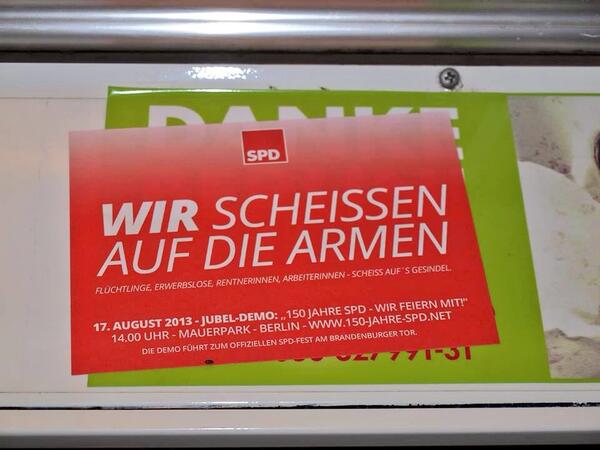 DANKE
SPD
WIR SCHEISSEN
AUF DIE ARMEN
FLÜCHTLINGE, ERWERBSLOSE, RENTNERINNEN, ARBEITERINNEN - SCHEISS AUF´S GESINDEL.
17. AUGUST 2013 - JUBEL-DEMO: „150 JAHRE SPD - WIR FEIERN MIT!"
14.00 UHR - MAUERPARK - BERLIN - WWW.150-JAHRE-SPD.NET
DIE DEMO FÜHRT ZUM OFFIZIELLEN SPD-FEST AM BRANDENBURGER TOR.